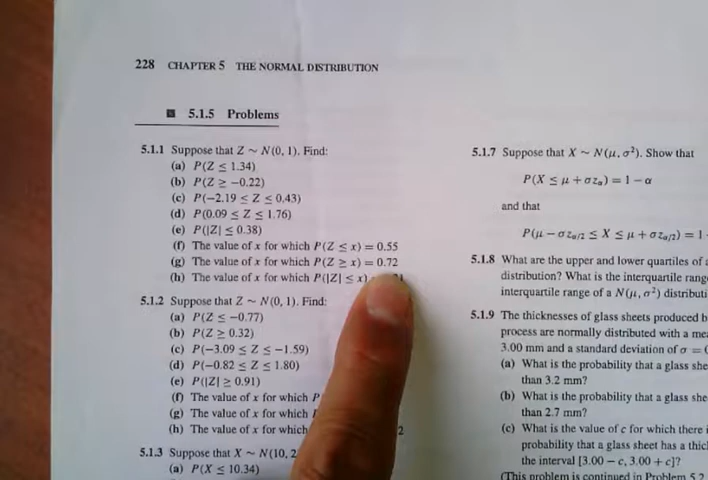 228 CHAPTER 5 THE NORMAL DISTRIBUTION
5.1.5 Problems
5.1.1 Suppose that Z ∼ N(0, 1). Find:
(a) P(Z ≤ 1.34)
(b) P(Z ≥ −0.22)
(c) P(−2.19 ≤ Z ≤ 0.43)
(d) P(0.09 ≤ Z ≤ 1.76)
(e) P(|Z| ≤ 0.38)
(f) The value of x for which P(Z ≤ x) = 0.55
(g) The value of x for which P(Z ≥ x) = 0.72
(h) The value of x for which P(|Z| ≤ x)
5.1.2 Suppose that Z ∼ N(0, 1). Find:
(a) P(Z ≤ −0.77)
(b) P(Z ≥ 0.32)
(c) P(−3.09 ≤ Z ≤ −1.59)
(d) P(−0.82 ≤ Z ≤ 1.80)
(e) P(|Z| ≥ 0.91)
(f) The value of x for which P
(g) The value of x for which
(h) The value of x for which
5.1.3 Suppose that X ∼ N(10, 2
(a) P(X ≤ 10.34)
5.1.7 Suppose that X ∼ N(μ, σ²). Show that
P(X ≤ μ + σz_α) = 1 − α
and that
P(μ − σz_{α/2} ≤ X ≤ μ + σz_{α/2}) = 1
5.1.8 What are the upper and lower quartiles of
distribution? What is the interquartile
interquartile range of a N(μ, σ²)
5.1.9 The thicknesses of glass sheets produced
process are normally distributed with a
3.00 mm and a standard deviation of σ =
(a) What is the probability that a glass
than 3.2 mm?
(b) What is the probability that a glass
than 2.7 mm?
(c) What is the value of c for which there
probability that a glass sheet has a
the interval [3.00 − c, 3.00 + c]?
(This problem is continued in Problem